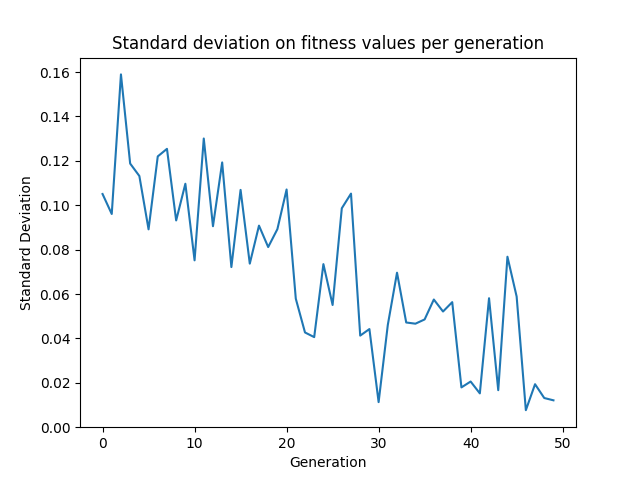 Standard deviation on fitness values per generation
0.16
0.14
0.12
0.10
0.08
0.06
0.04
0.02
0.00
Standard Deviation
0 10 20 30 40 50
Generation